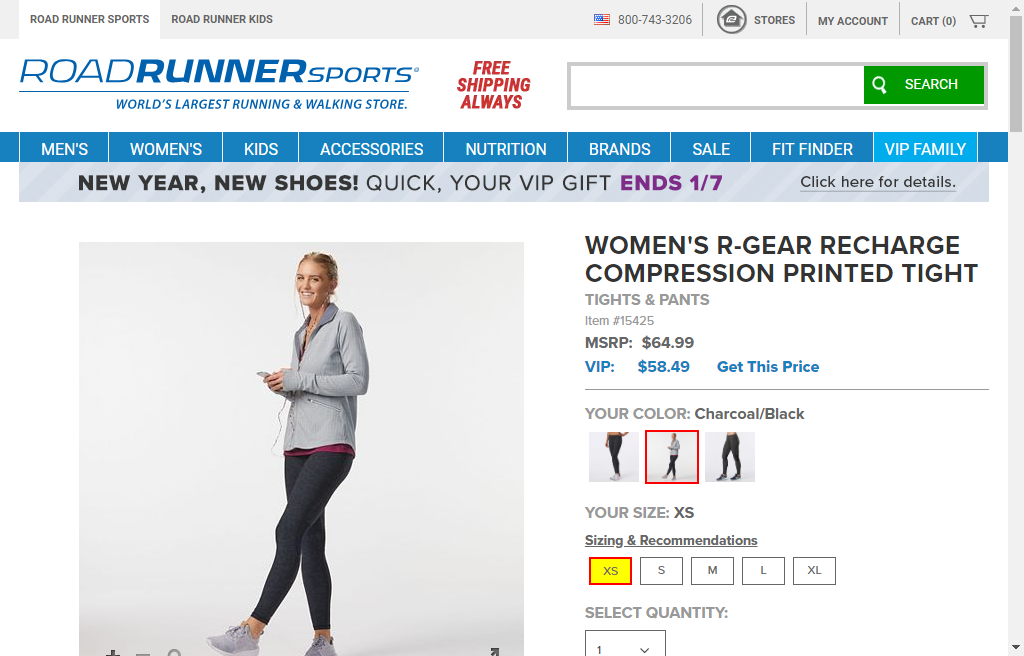 ROAD RUNNER SPORTS
ROAD RUNNER KIDS
800-743-3206
STORES
MY ACCOUNT
CART (0)
ROADRUNNERSPORTS®
WORLD'S LARGEST RUNNING & WALKING STORE.
FREE
SHIPPING
ALWAYS
SEARCH
MEN'S
WOMEN'S
KIDS
ACCESSORIES
NUTRITION
BRANDS
SALE
FIT FINDER
VIP FAMILY
NEW YEAR, NEW SHOES! QUICK, YOUR VIP GIFT ENDS 1/7
Click here for details.
WOMEN'S R-GEAR RECHARGE
COMPRESSION PRINTED TIGHT
TIGHTS & PANTS
Item #15425
MSRP: $64.99
VIP: $58.49 Get This Price
YOUR COLOR: Charcoal/Black
YOUR SIZE: XS
Sizing & Recommendations
XS S M L XL
SELECT QUANTITY:
1